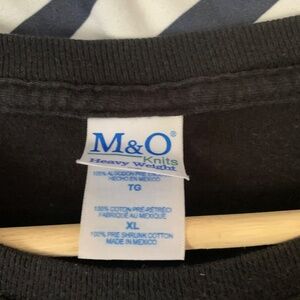 M&O®
Knits
Heavy Weight
100% ALGODON PRE
HECHO EN MEXICO
TG
100% COTON PRÉ-RÉTRÉCI
FABRIQUÉ AU MEXIQUE
XL
100% PRE SHRUNK COTTON
MADE IN MEXICO